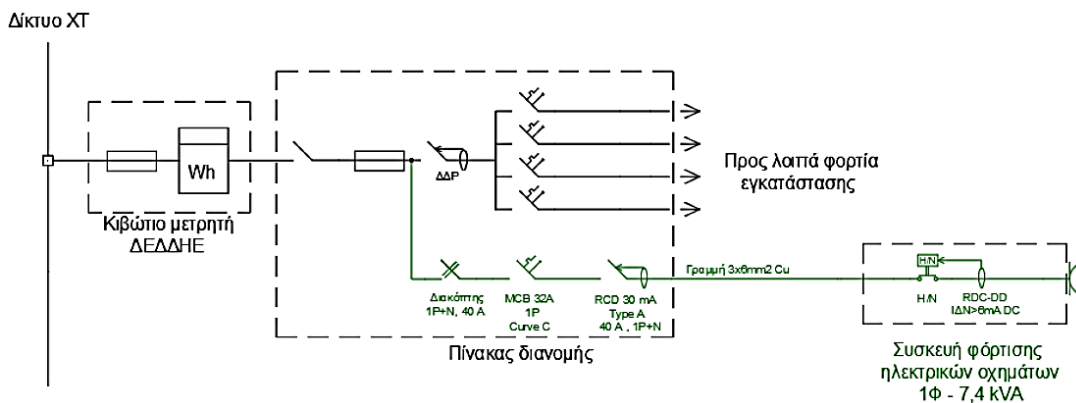 Δίκτυο ΧΤ
Wh
Κιβώτιο μετρητή
ΔΕΔΔΗΕ
ΔΔΡ
Προς λοιπά φορτία
εγκατάστασης
Διακόπτης
1P+N, 40 A
MCB 32A
1P
Curve C
RCD 30 mA
Type A
40 A , 1P+N
Γραμμή 3x6mm2 Cu
Πίνακας διανομής
H/N
H/N
RDC-DD
IΔN>6mA DC
Συσκευή φόρτισης
ηλεκτρικών οχημάτων
1Φ - 7,4 kVA